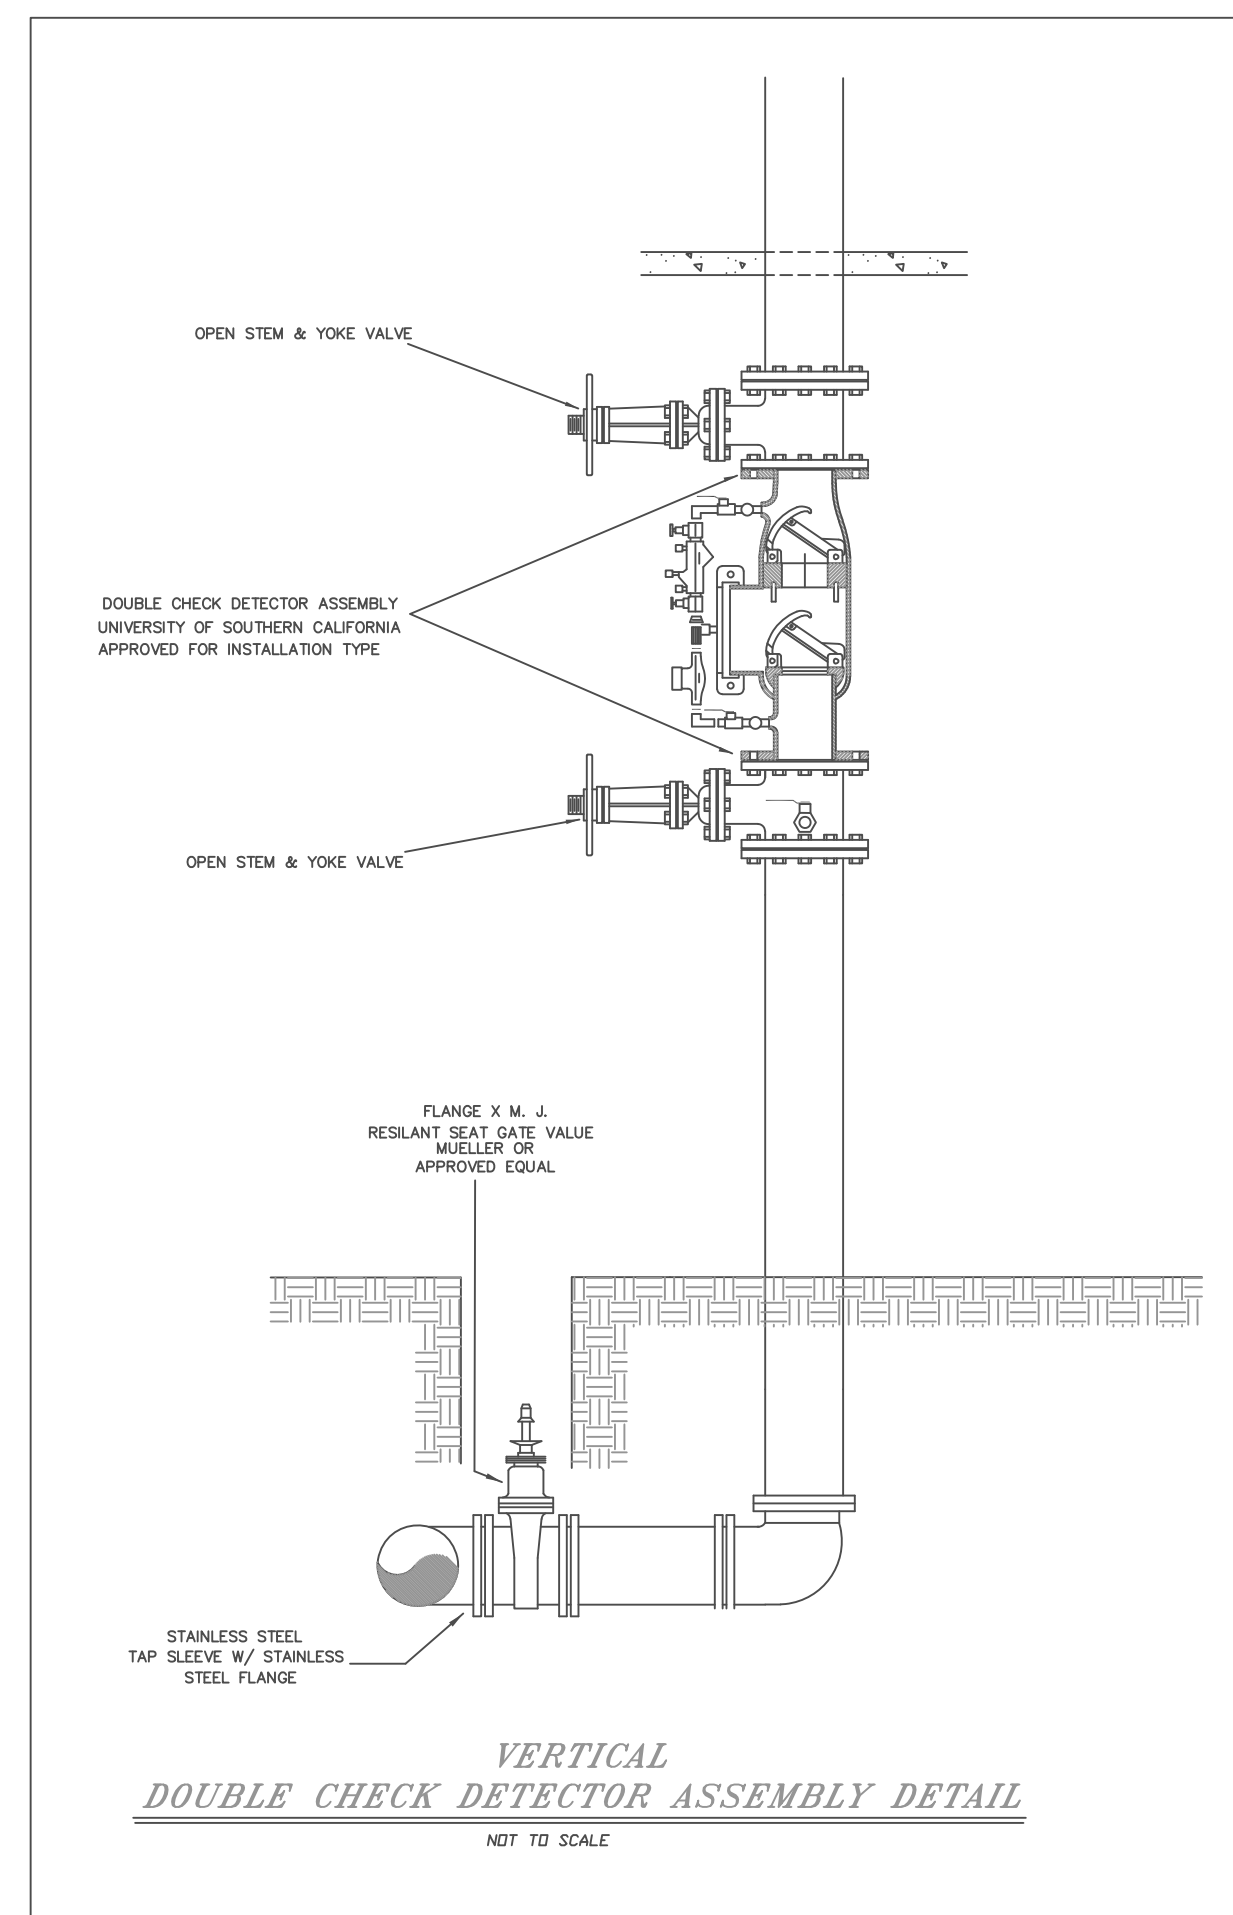 OPEN STEM & YOKE VALVE
DOUBLE CHECK DETECTOR ASSEMBLY
UNIVERSITY OF SOUTHERN CALIFORNIA
APPROVED FOR INSTALLATION TYPE
OPEN STEM & YOKE VALVE
FLANGE X M. J.
RESILANT SEAT GATE VALUE
MUELLER OR
APPROVED EQUAL
STAINLESS STEEL
TAP SLEEVE W/ STAINLESS
STEEL FLANGE
VERTICAL
DOUBLE CHECK DETECTOR ASSEMBLY DETAIL
NOT TO SCALE